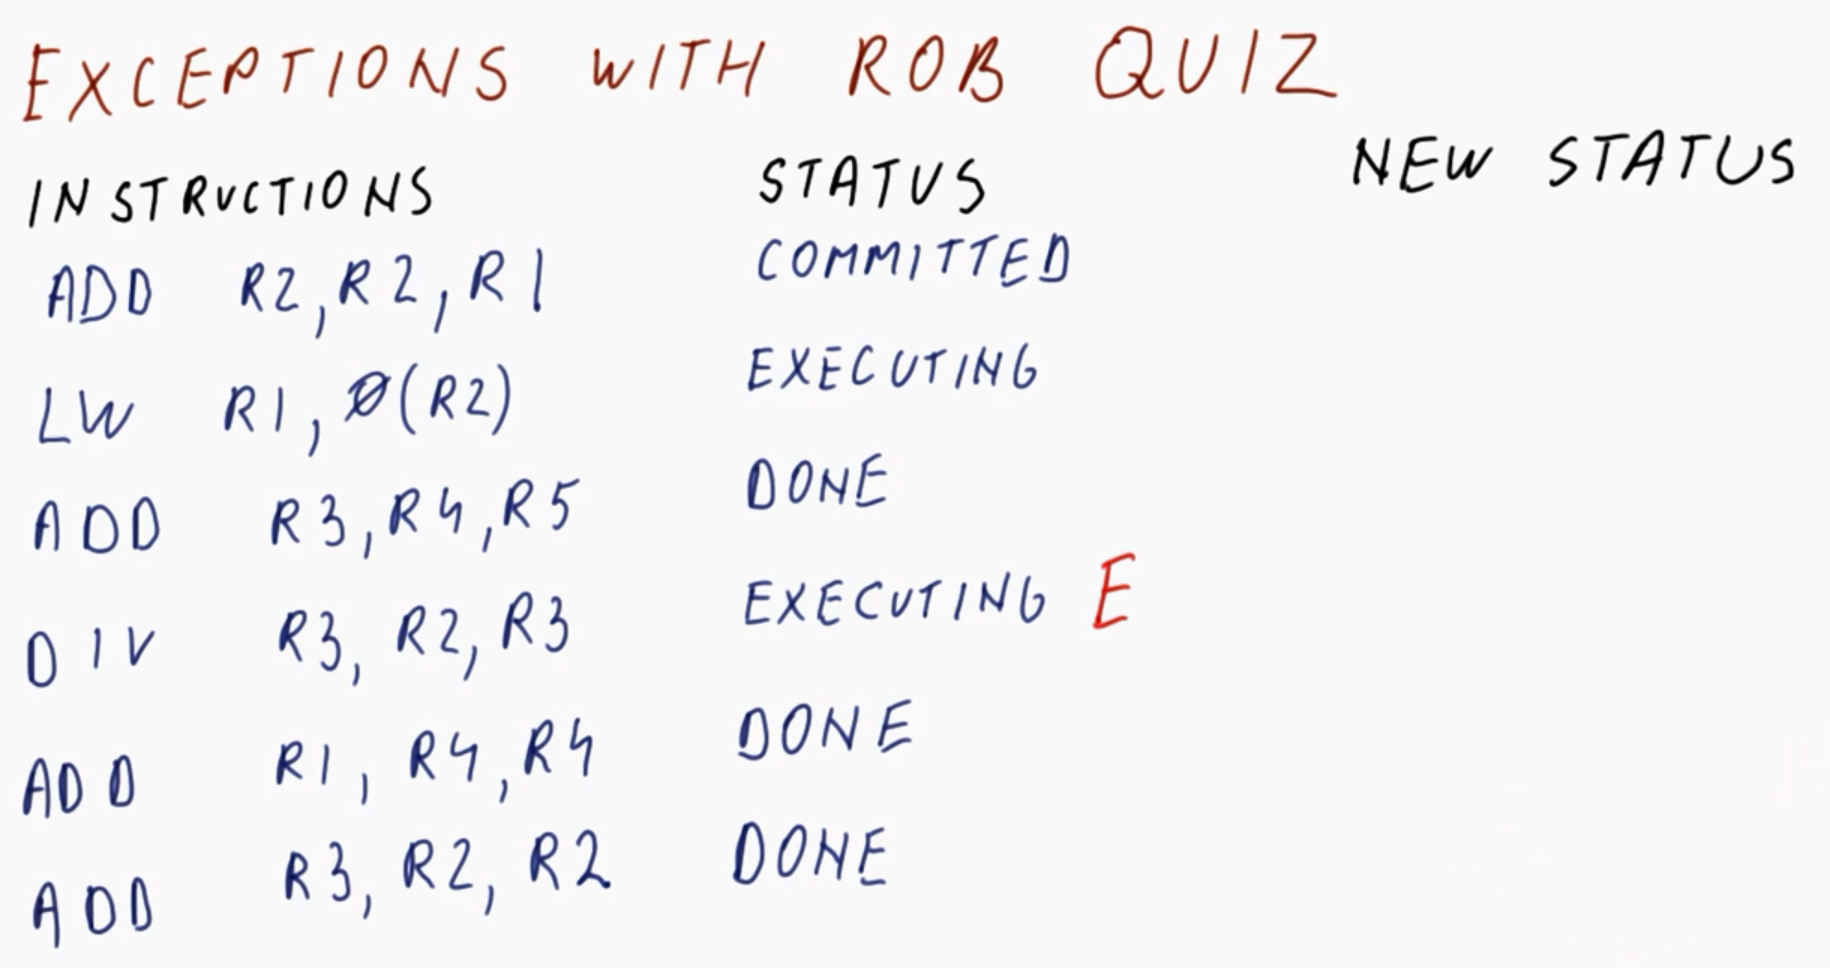 EXCEPTIONS WITH ROB QUIZ
INSTRUCTIONS STATUS NEW STATUS
ADD R2, R2, R1 COMMITTED
LW R1, 0(R2) EXECUTING
ADD R3, R4, R5 DONE
DIV R3, R2, R3 EXECUTING E
ADD R1, R4, R4 DONE
ADD R3, R2, R2 DONE